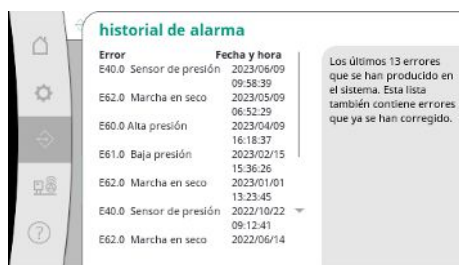 historial de alarma
Error Fecha y hora
E40.0 Sensor de presión 2023/06/09
09:58:39
E62.0 Marcha en seco 2023/05/09
06:52:29
E60.0 Alta presión 2023/04/09
16:18:37
E61.0 Baja presión 2023/02/15
15:36:26
E62.0 Marcha en seco 2023/01/01
13:23:45
E40.0 Sensor de presión 2022/10/22
09:12:41
E62.0 Marcha en seco 2022/06/14
Los últimos 13 errores
que se han producido en
el sistema. Esta lista
también contiene errores
que ya se han corregido.